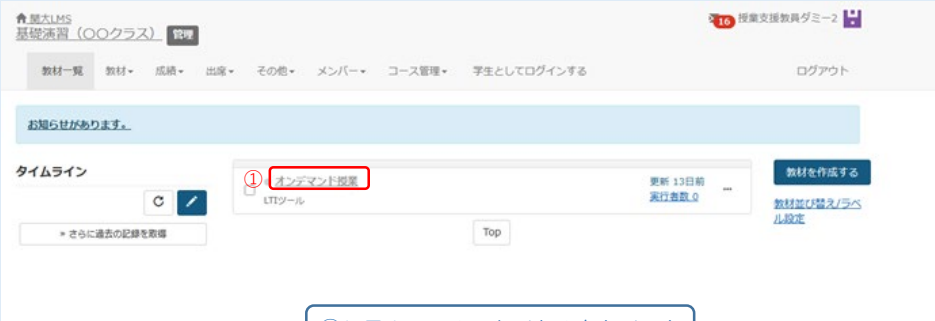 関大LMS
基礎演習（〇〇クラス） 管理
16 授業支援教員ダミー2
教材一覧 教材 成績 出席 その他 メンバー コース管理 学生としてログインする ログアウト
お知らせがあります。
タイムライン
» さらに過去の記録を取得
① オンデマンド授業
LTIツール
更新 13日前
実行者数 0
...
Top
教材を作成する
教材並び替え/ラベ
ル設定